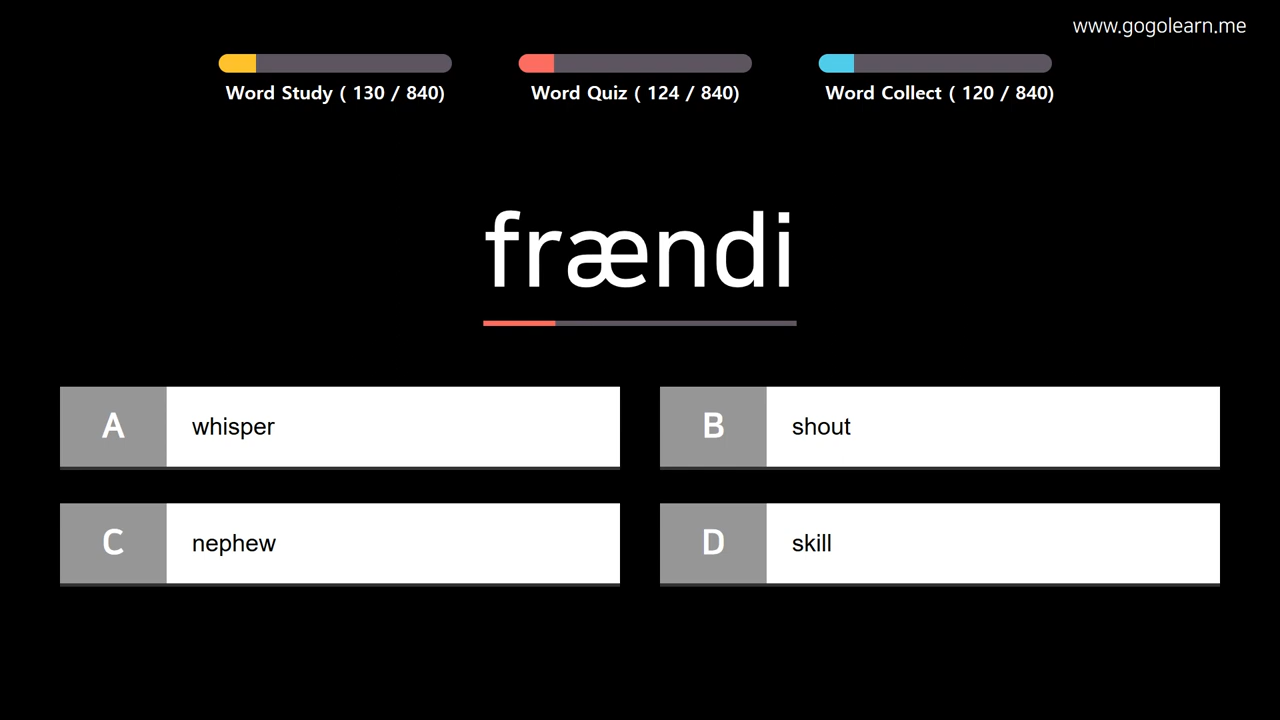 www.gogolearn.me
Word Study ( 130 / 840)
Word Quiz ( 124 / 840)
Word Collect ( 120 / 840)
frændi
A whisper
B shout
C nephew
D skill